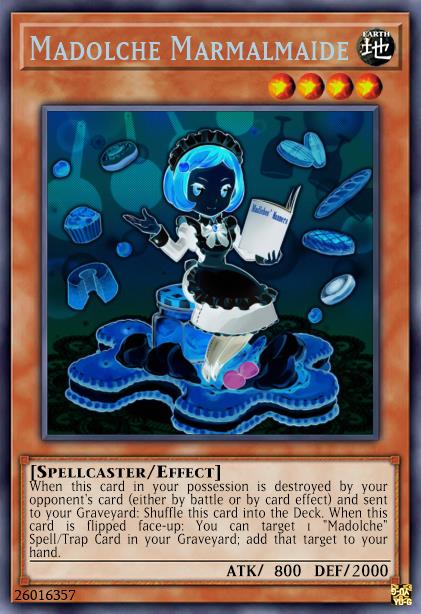 MADOLCHE MARMALMAIDE
EARTH
地
Madolche' Manners
[SPELLCASTER/EFFECT]
When this card in your possession is destroyed by your
opponent's card (either by battle or by card effect) and sent
to your Graveyard: Shuffle this card into the Deck. When this
card is flipped face-up: You can target 1 "Madolche"
Spell/Trap Card in your Graveyard; add that target to your
hand.
ATK/ 800 DEF/2000
26016357